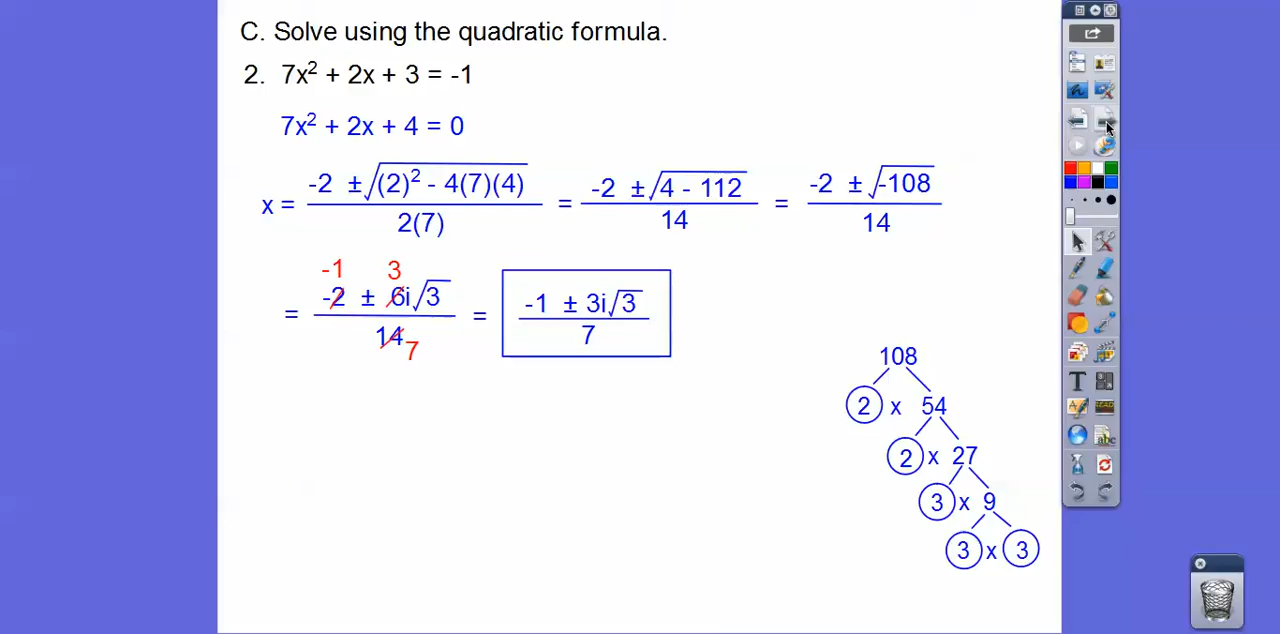 C. Solve using the quadratic formula.
2. 7x² + 2x + 3 = -1
7x² + 2x + 4 = 0
x = (-2 ± √((2)² - 4(7)(4))) / 2(7) = (-2 ± √(4 - 112)) / 14 = (-2 ± √(-108)) / 14
-1 3
= (-2 ± 6i√3) / 14 = (-1 ± 3i√3) / 7
7
108
2 x 54
2 x 27
3 x 9
3 x 3